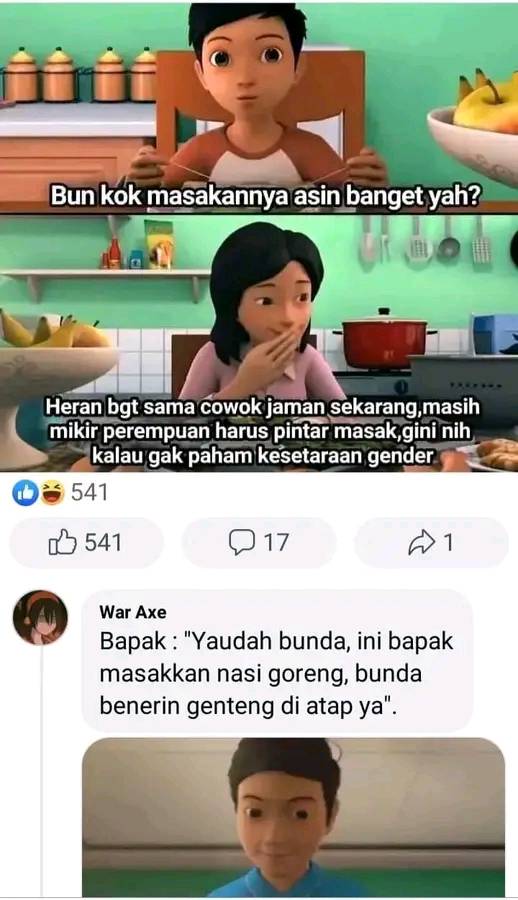 Bun kok masakannya asin banget yah?
Heran bgt sama cowok jaman sekarang,masih
mikir perempuan harus pintar masak,gini nih
kalau gak paham kesetaraan gender
541
541
17
1
War Axe
Bapak : "Yaudah bunda, ini bapak
masakkan nasi goreng, bunda
benerin genteng di atap ya".